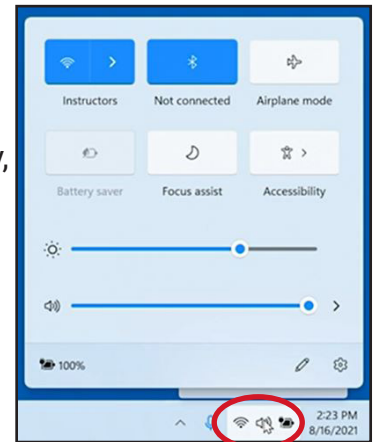 Instructors Not connected Airplane mode
y,
Battery saver Focus assist Accessibility
100%
2:23 PM
8/16/2021